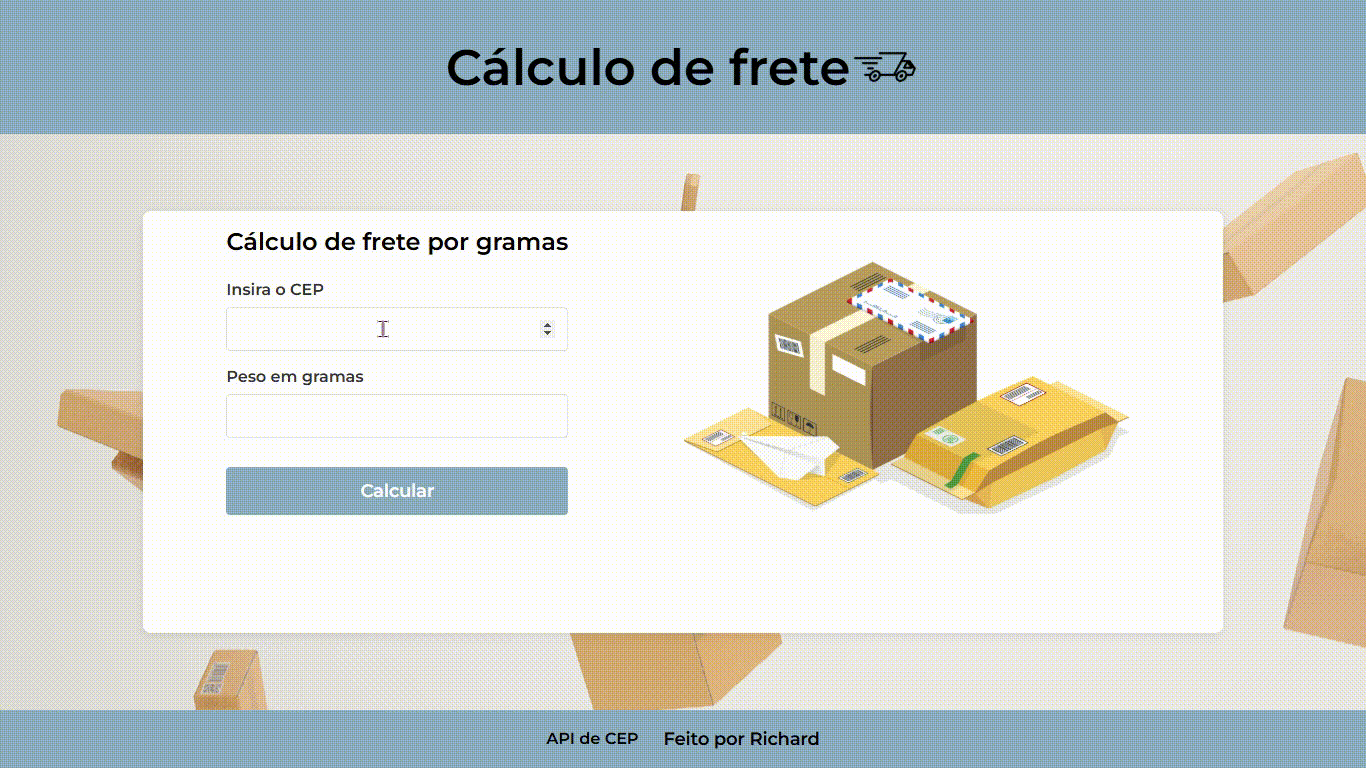 Cálculo de frete
Cálculo de frete por gramas
Insira o CEP
Peso em gramas
Calcular
API de CEP Feito por Richard